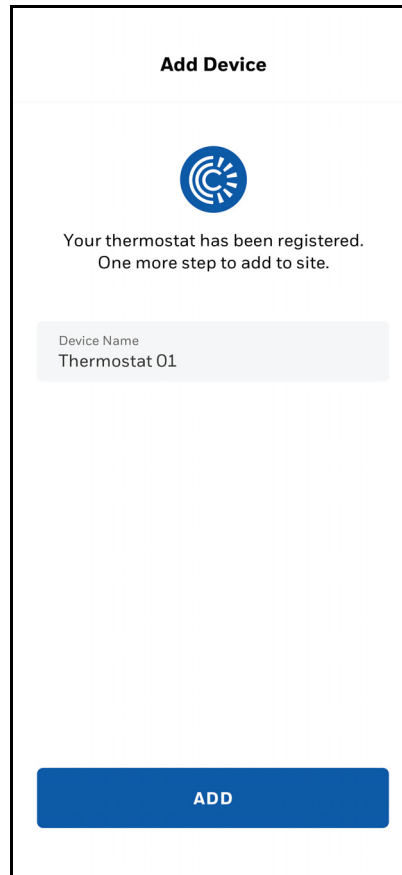 Add Device
Your thermostat has been registered.
One more step to add to site.
Device Name
Thermostat 01
ADD